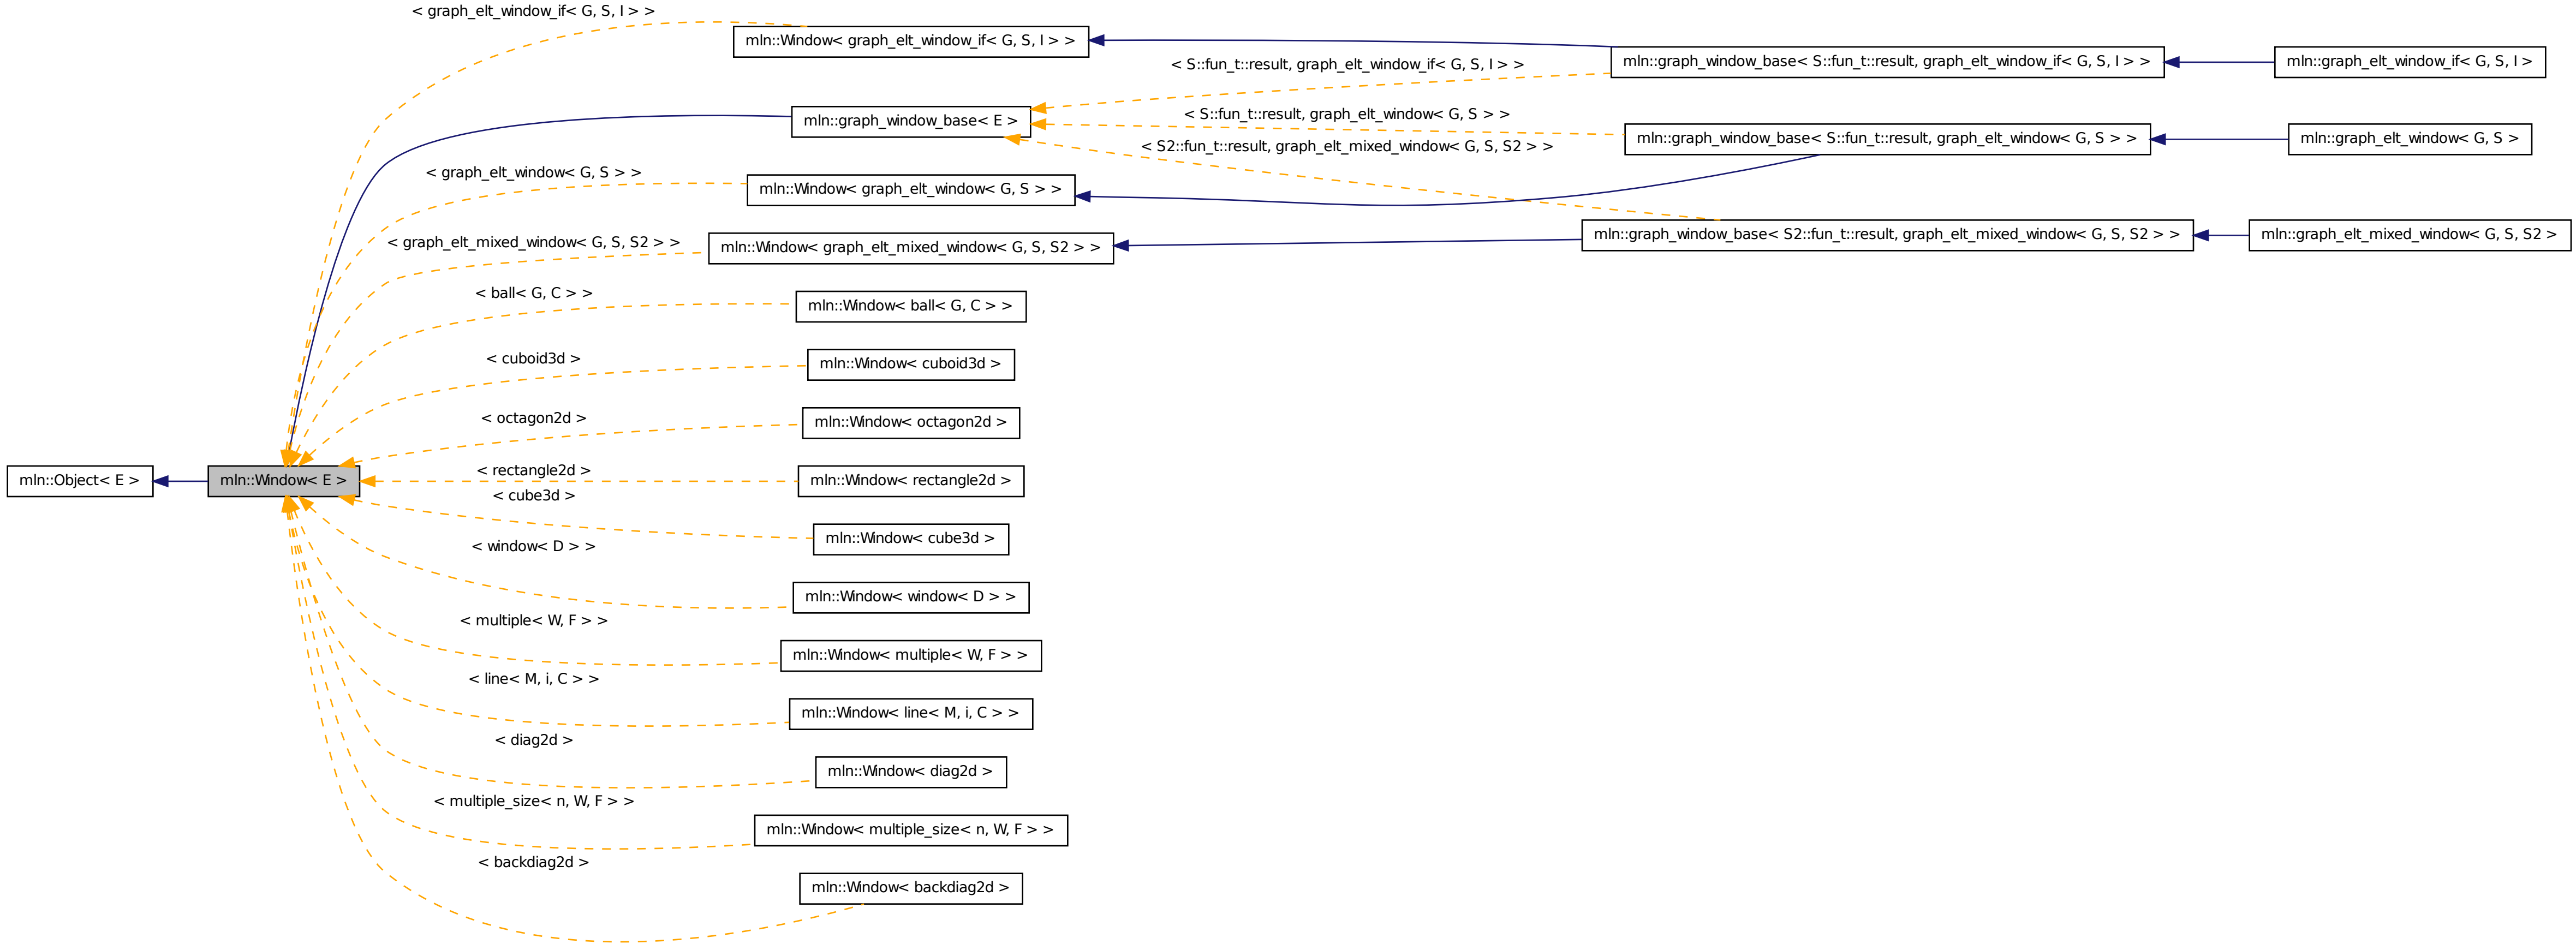 < graph_elt_window_if< G, S, I > >
mln::Window< graph_elt_window_if< G, S, I > >
mln::graph_window_base< S::fun_t::result, graph_elt_window_if< G, S, I > >
mln::graph_elt_window_if< G, S, I >
< S::fun_t::result, graph_elt_window_if< G, S, I > >
mln::graph_window_base< E >
< S::fun_t::result, graph_elt_window< G, S > >
mln::graph_window_base< S::fun_t::result, graph_elt_window< G, S > >
mln::graph_elt_window< G, S >
< S2::fun_t::result, graph_elt_mixed_window< G, S, S2 > >
< graph_elt_window< G, S > >
mln::Window< graph_elt_window< G, S > >
< graph_elt_mixed_window< G, S, S2 > >
mln::Window< graph_elt_mixed_window< G, S, S2 > >
mln::graph_window_base< S2::fun_t::result, graph_elt_mixed_window< G, S, S2 > >
mln::graph_elt_mixed_window< G, S, S2 >
< ball< G, C > >
mln::Window< ball< G, C > >
< cuboid3d >
mln::Window< cuboid3d >
< octagon2d >
mln::Window< octagon2d >
mln::Object< E >
mln::Window< E >
< rectangle2d >
mln::Window< rectangle2d >
< cube3d >
mln::Window< cube3d >
< window< D > >
mln::Window< window< D > >
< multiple< W, F > >
mln::Window< multiple< W, F > >
< line< M, i, C > >
mln::Window< line< M, i, C > >
< diag2d >
mln::Window< diag2d >
< multiple_size< n, W, F > >
mln::Window< multiple_size< n, W, F > >
< backdiag2d >
mln::Window< backdiag2d >